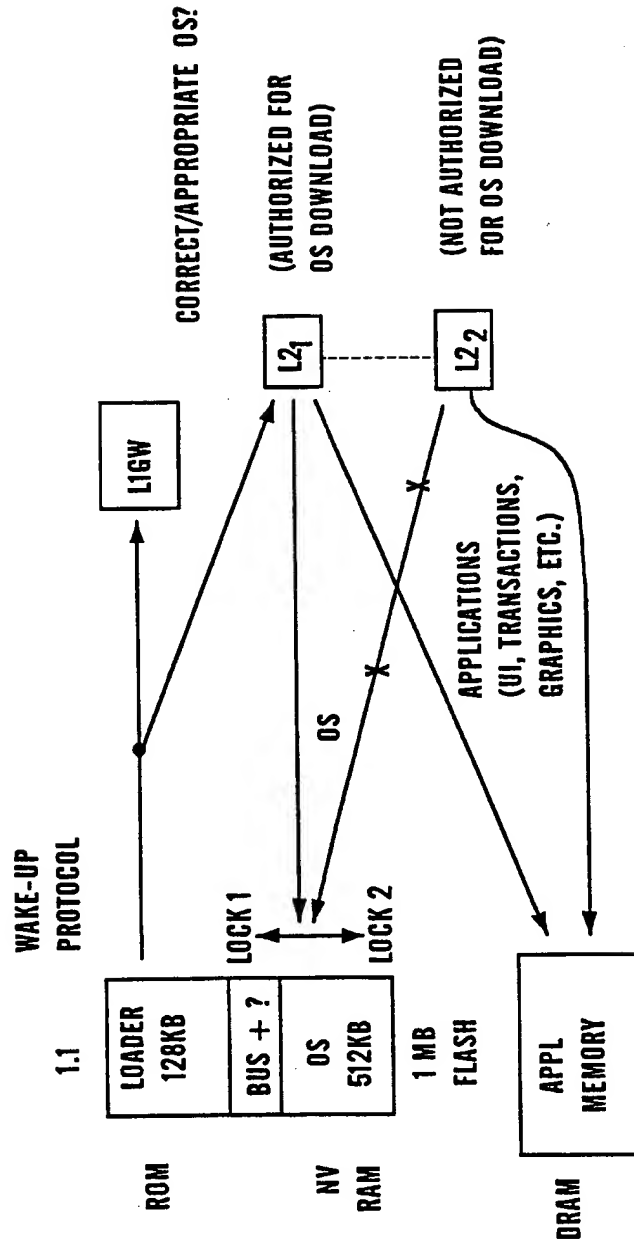 1.1
WAKE-UP
PROTOCOL
ROM
LOADER
128KB
L1GW
CORRECT/APPROPRIATE OS?
BUS + ?
LOCK 1
NV
RAM
OS
512KB
LOCK 2
OS
L2₁
(AUTHORIZED FOR
OS DOWNLOAD)
1 MB
FLASH
APPLICATIONS
(UI, TRANSACTIONS,
GRAPHICS, ETC.)
L2₂
(NOT AUTHORIZED
FOR OS DOWNLOAD)
DRAM
APPL
MEMORY